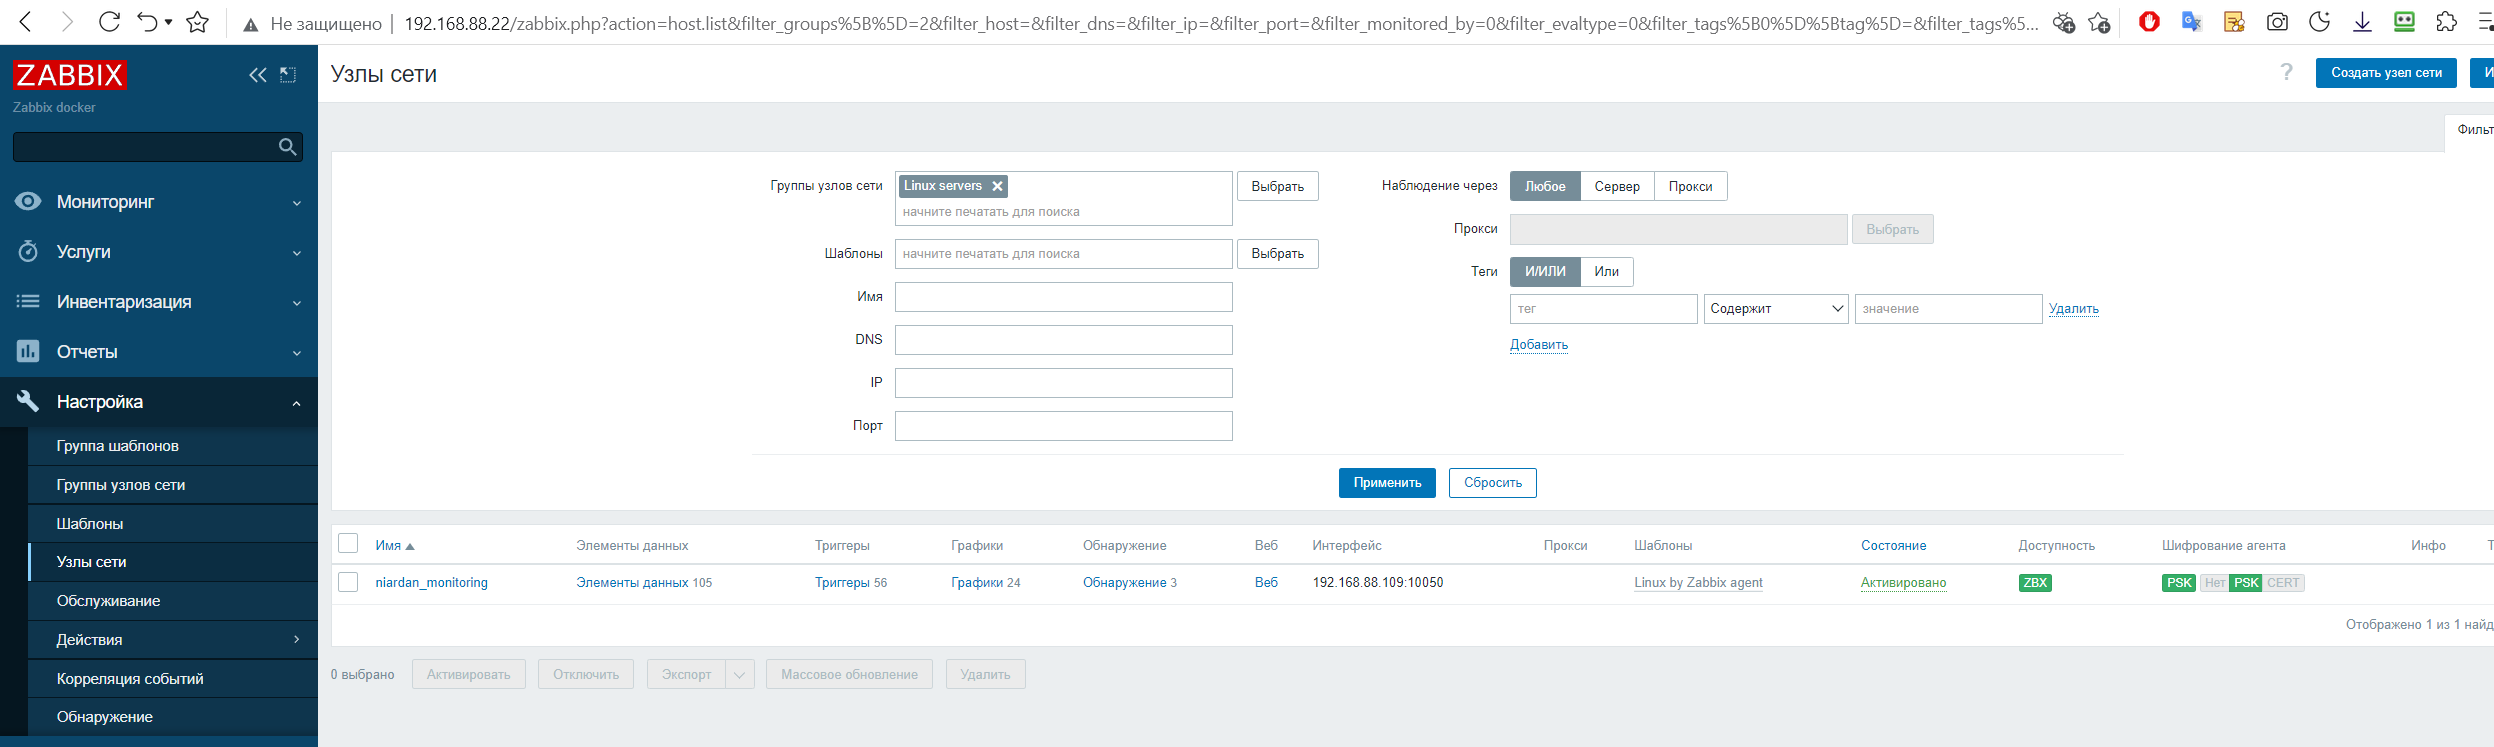 Не защищено 192.168.88.22/zabbix.php?action=host.list&filter_groups%5B%5D=2&filter_host=&filter_dns=&filter_ip=&filter_port=&filter_monitored_by=0&filter_evaltype=0&filter_tags%5B0%5D%5Btag%5D=&filter_tags%5...
ZABBIX
Zabbix docker
Мониторинг
Услуги
Инвентаризация
Отчеты
Настройка
Группа шаблонов
Группы узлов сети
Шаблоны
Узлы сети
Обслуживание
Действия
Корреляция событий
Обнаружение
Узлы сети
? Создать узел сети И
Фильт
Группы узлов сети Linux servers Выбрать
начните печатать для поиска
Шаблоны начните печатать для поиска Выбрать
Имя
DNS
IP
Порт
Наблюдение через Любое Сервер Прокси
Прокси Выбрать
Теги И/ИЛИ Или
тег Содержит значение Удалить
Добавить
Применить Сбросить
Имя Элементы данных Триггеры Графики Обнаружение Веб Интерфейс Прокси Шаблоны Состояние Доступность Шифрование агента Инфо Т
niardan_monitoring Элементы данных 105 Триггеры 56 Графики 24 Обнаружение 3 Веб 192.168.88.109:10050 Linux by Zabbix agent Активировано ZBX PSK Нет PSK CERT
Отображено 1 из 1 найд
0 выбрано Активировать Отключить Экспорт Массовое обновление Удалить